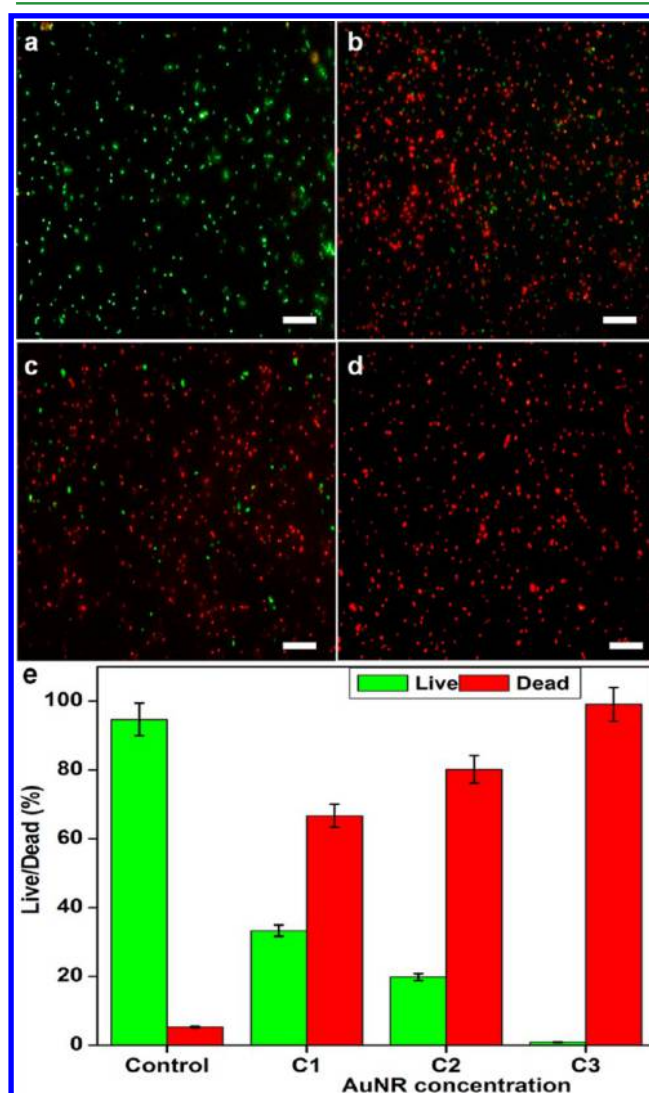 a
b
c
d
e
Live Dead
100
80
60
40
20
0
Live/Dead (%)
Control C1 C2 C3
AuNR concentration